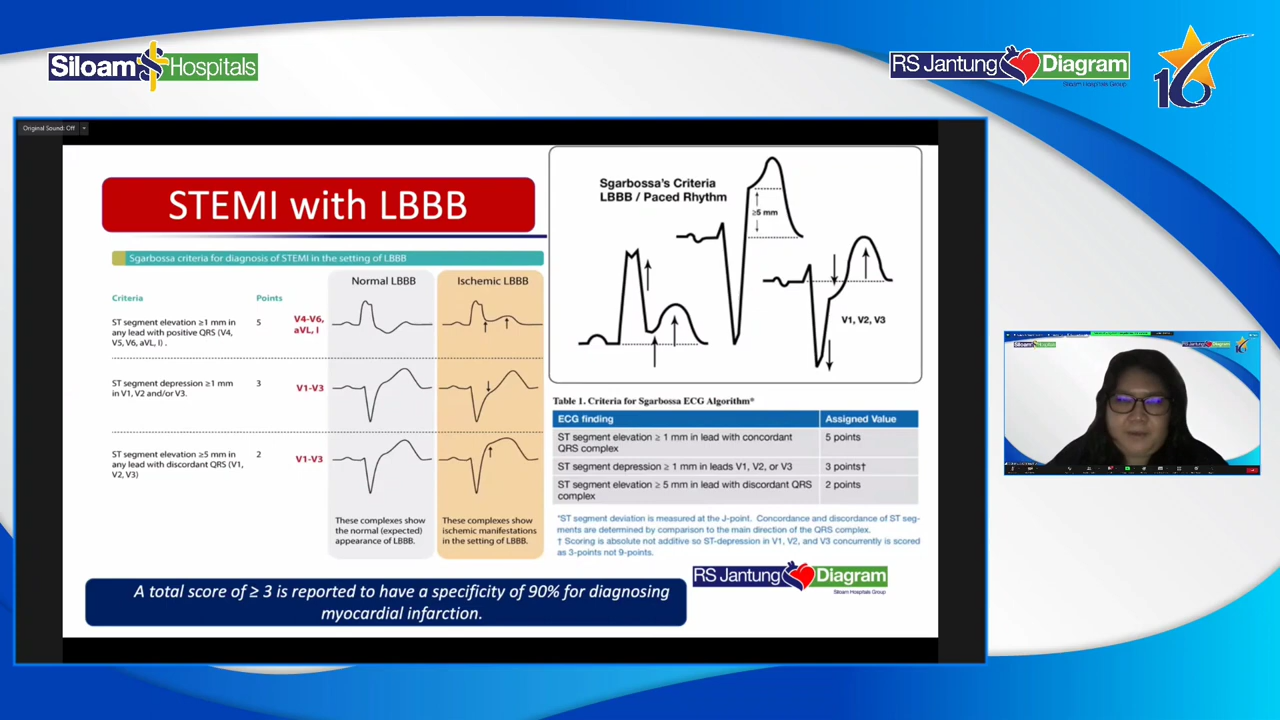 Siloam Hospitals
RS Jantung Diagram
Siloam Hospitals Group
16
Original Sound: Off
STEMI with LBBB
Sgarbossa criteria for diagnosis of STEMI in the setting of LBBB
Normal LBBB
Ischemic LBBB
Criteria
Points
ST segment elevation ≥1 mm in
any lead with positive QRS (V4,
V5, V6, aVL, I) .
5
V4-V6,
aVL, I
ST segment depression ≥1 mm
in V1, V2 and/or V3.
3
V1-V3
ST segment elevation ≥5 mm in
any lead with discordant QRS (V1,
V2, V3)
2
V1-V3
These complexes show
the normal (expected)
appearance of LBBB.
These complexes show
ischemic manifestations
in the setting of LBBB.
Sgarbossa's Criteria
LBBB / Paced Rhythm
≥5 mm
V1, V2, V3
Table 1. Criteria for Sgarbossa ECG Algorithm*
ECG finding
Assigned Value
ST segment elevation ≥ 1 mm in lead with concordant
QRS complex
5 points
ST segment depression ≥ 1 mm in leads V1, V2, or V3
3 points†
ST segment elevation ≥ 5 mm in lead with discordant QRS
complex
2 points
*ST segment deviation is measured at the J-point. Concordance and discordance of ST seg-
ments are determined by comparison to the main direction of the QRS complex.
† Scoring is absolute not additive so ST-depression in V1, V2, and V3 concurrently is scored
as 3-points not 9-points.
RS Jantung Diagram
Siloam Hospitals Group
A total score of ≥ 3 is reported to have a specificity of 90% for diagnosing
myocardial infarction.
Siloam Hospitals
RS Jantung Diagram
16